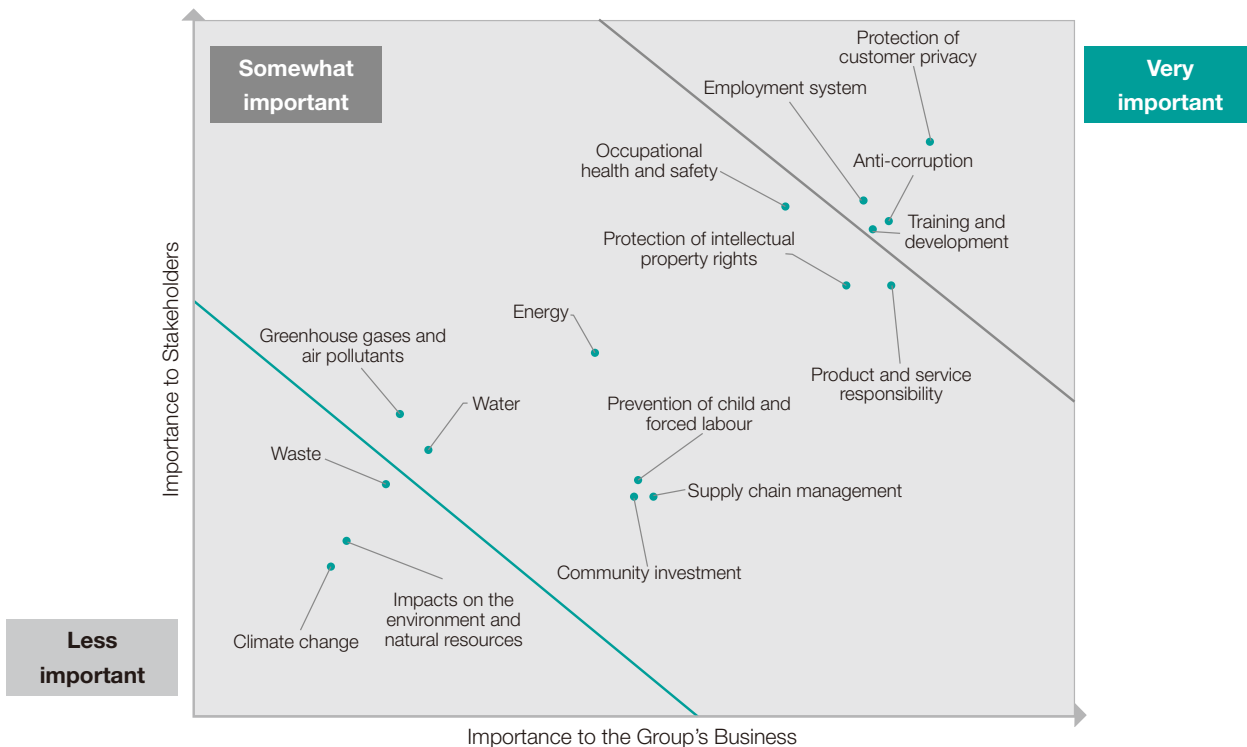 Protection of
customer privacy
Somewhat
important
Very
important
Employment system
Occupational
health and safety
Anti-corruption
Training and
development
Protection of intellectual
property rights
Energy
Greenhouse gases and
air pollutants
Product and service
responsibility
Water
Prevention of child and
forced labour
Waste
Supply chain management
Community investment
Impacts on the
environment and
natural resources
Climate change
Less
important
Importance to Stakeholders
Importance to the Group’s Business